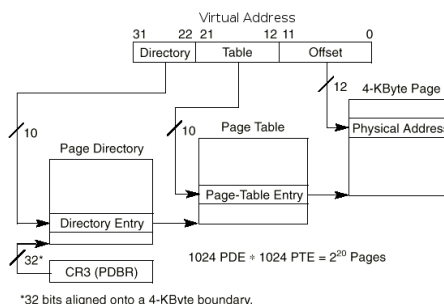 Virtual Address
31 22 21 12 11 0
Directory Table Offset
12 4-KByte Page
10 10 Page Table Physical Address
Page Directory
Page-Table Entry
Directory Entry
1024 PDE * 1024 PTE = 2²⁰ Pages
32* CR3 (PDBR)
*32 bits aligned onto a 4-KByte boundary.